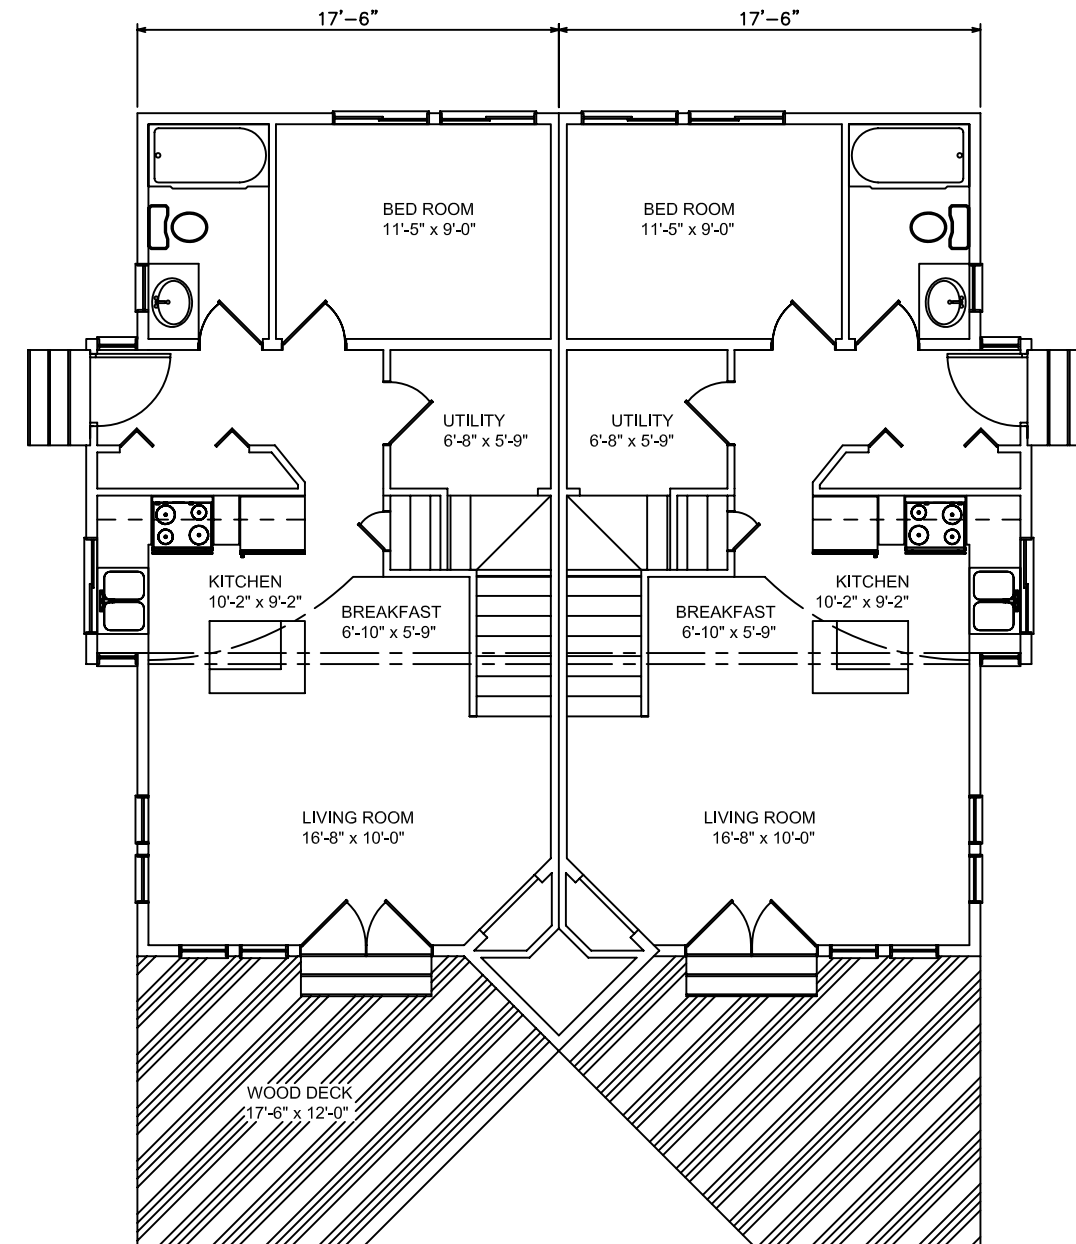 17'-6" 17'-6"
BED ROOM
11'-5" x 9'-0"
BED ROOM
11'-5" x 9'-0"
UTILITY
6'-8" x 5'-9"
UTILITY
6'-8" x 5'-9"
KITCHEN
10'-2" x 9'-2"
BREAKFAST
6'-10" x 5'-9"
BREAKFAST
6'-10" x 5'-9"
KITCHEN
10'-2" x 9'-2"
LIVING ROOM
16'-8" x 10'-0"
LIVING ROOM
16'-8" x 10'-0"
WOOD DECK
17'-6" x 12'-0"